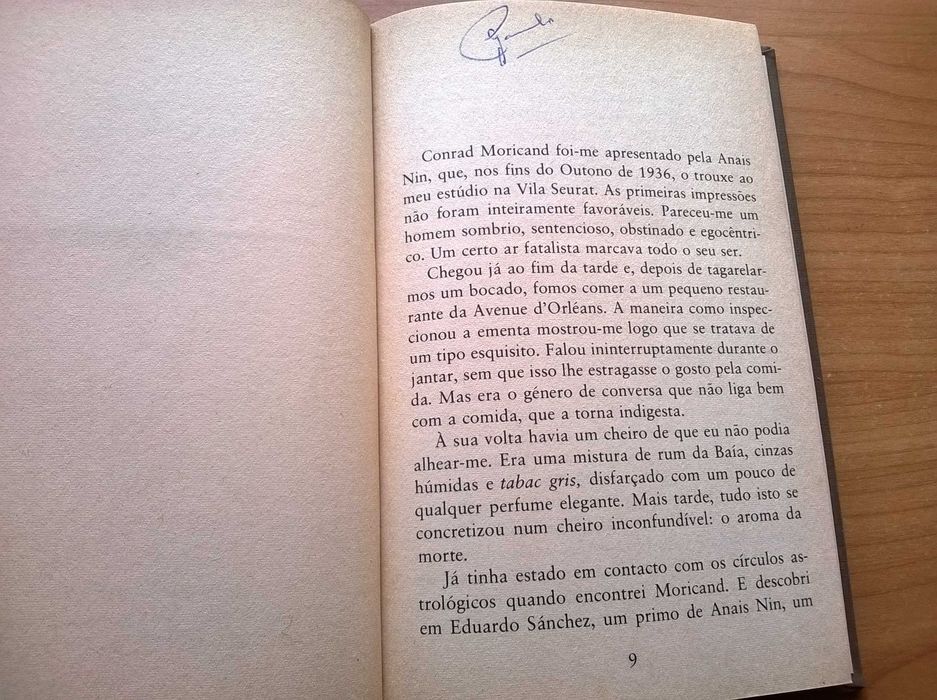 Conrad Moricand foi-me apresentado pela Anais
Nin, que, nos fins do Outono de 1936, o trouxe ao
meu estúdio na Vila Seurat. As primeiras impressões
não foram inteiramente favoráveis. Pareceu-me um
homem sombrio, sentencioso, obstinado e egocêntri-
co. Um certo ar fatalista marcava todo o seu ser.
Chegou já ao fim da tarde e, depois de tagarelar-
mos um bocado, fomos comer a um pequeno restau-
rante da Avenue d'Orléans. A maneira como inspec-
cionou a ementa mostrou-me logo que se tratava de
um tipo esquisito. Falou ininterruptamente durante o
jantar, sem que isso lhe estragasse o gosto pela comi-
da. Mas era o género de conversa que não liga bem
com a comida, que a torna indigesta.
À sua volta havia um cheiro de que eu não podia
alhear-me. Era uma mistura de rum da Baía, cinzas
húmidas e tabac gris, disfarçado com um pouco de
qualquer perfume elegante. Mais tarde, tudo isto se
concretizou num cheiro inconfundível: o aroma da
morte.
Já tinha estado em contacto com os círculos as-
trológicos quando encontrei Moricand. E descobri
em Eduardo Sánchez, um primo de Anais Nin, um
9